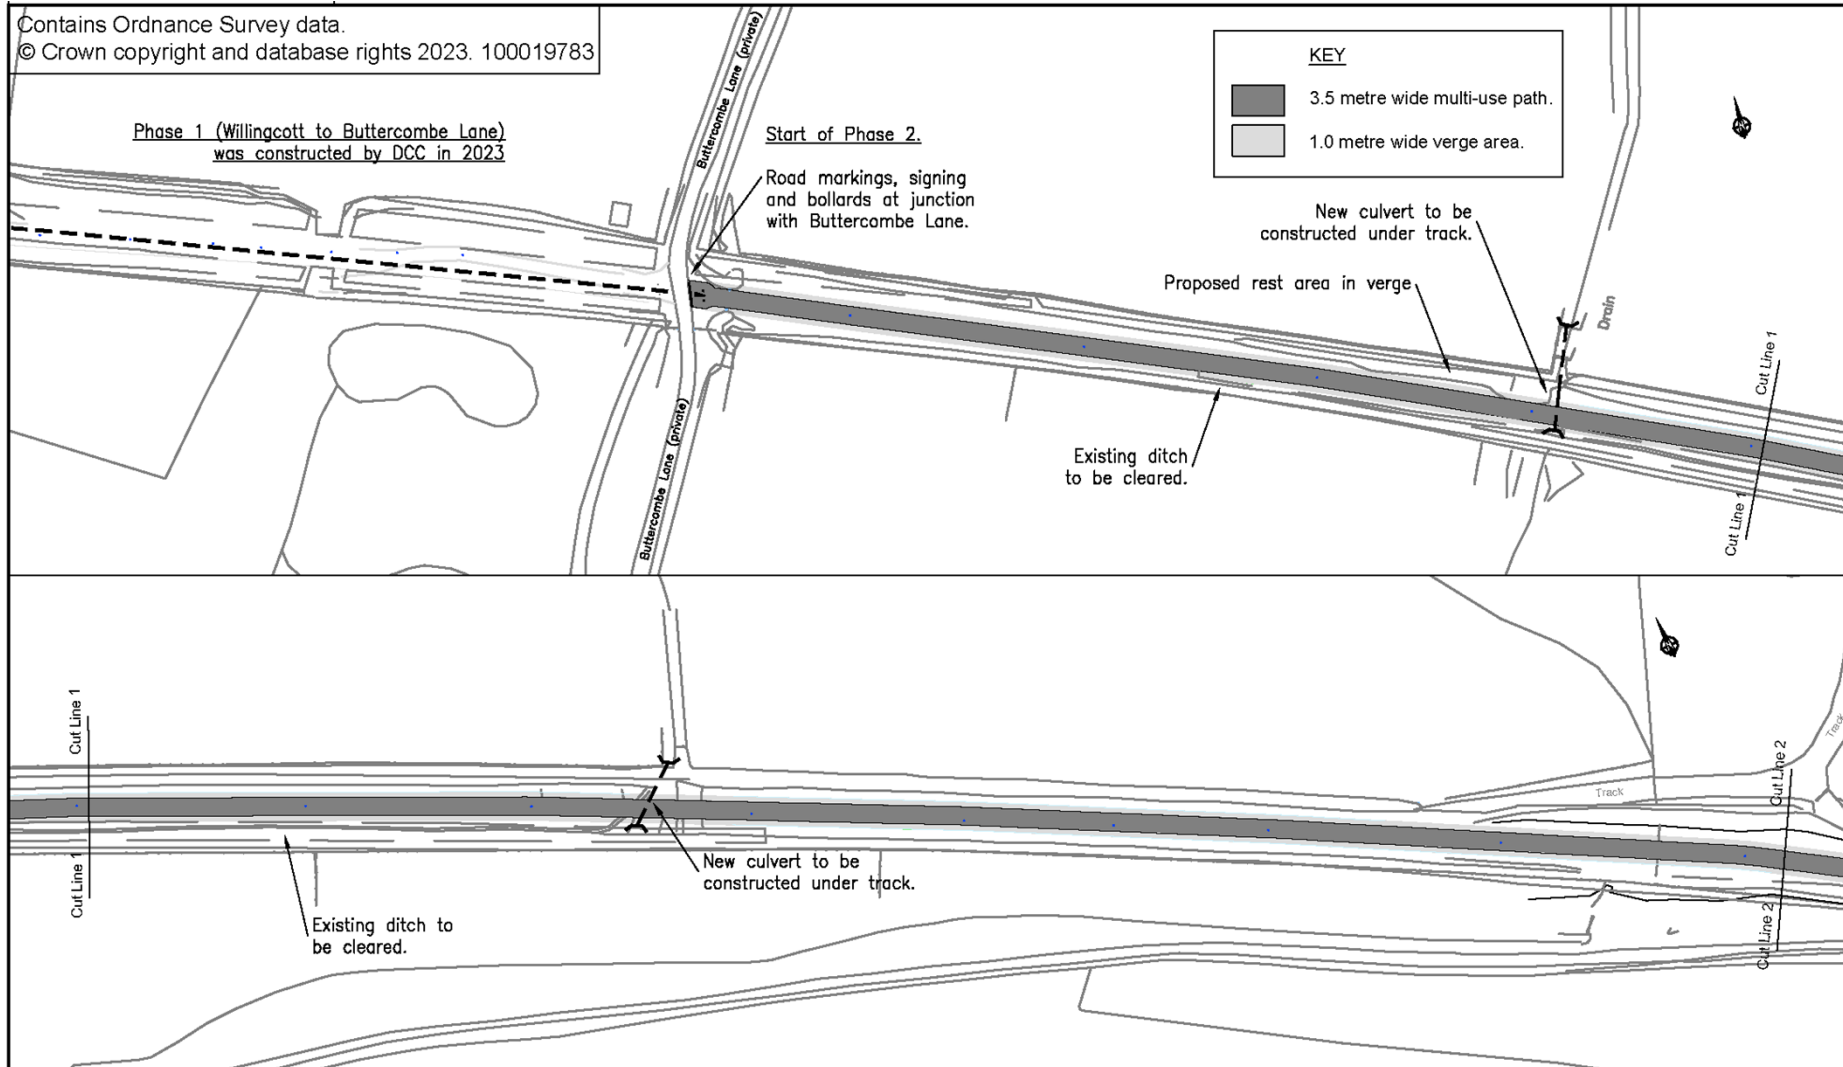 Contains Ordnance Survey data.
© Crown copyright and database rights 2023. 100019783
Phase 1 (Willingcott to Buttercombe Lane)
was constructed by DCC in 2023
Buttercombe Lane (private)
Start of Phase 2.
Road markings, signing
and bollards at junction
with Buttercombe Lane.
KEY
3.5 metre wide multi-use path.
1.0 metre wide verge area.
New culvert to be
constructed under track.
Proposed rest area in verge
Drain
Cut Line 1
Existing ditch
to be cleared.
Buttercombe Lane (private)
Cut Line 1
Cut Line 1
Cut Line 1
New culvert to be
constructed under track.
Existing ditch to
be cleared.
Track
Track
Cut Line 2
Cut Line 2